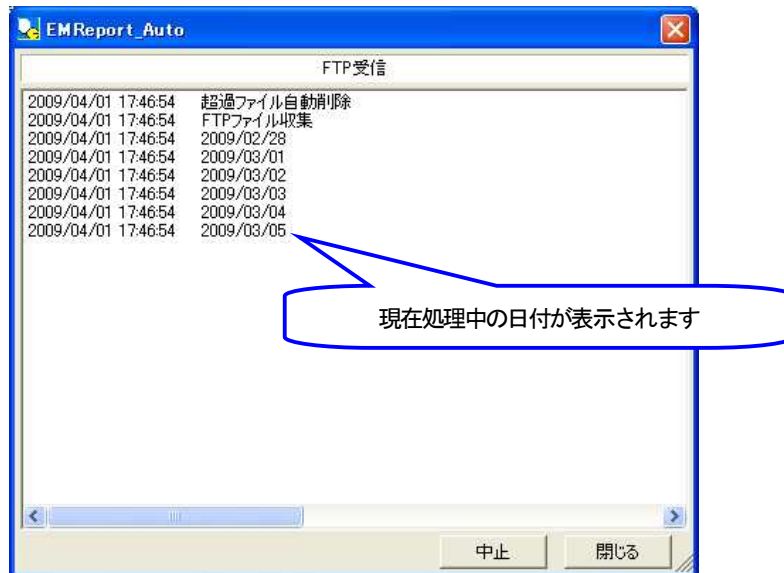 EMReport_Auto
FTP受信
2009/04/01 17:46:54 超過ファイル自動削除
2009/04/01 17:46:54 FTPファイル収集
2009/04/01 17:46:54 2009/02/28
2009/04/01 17:46:54 2009/03/01
2009/04/01 17:46:54 2009/03/02
2009/04/01 17:46:54 2009/03/03
2009/04/01 17:46:54 2009/03/04
2009/04/01 17:46:54 2009/03/05
現在処理中の日付が表示されます
中止 閉じる